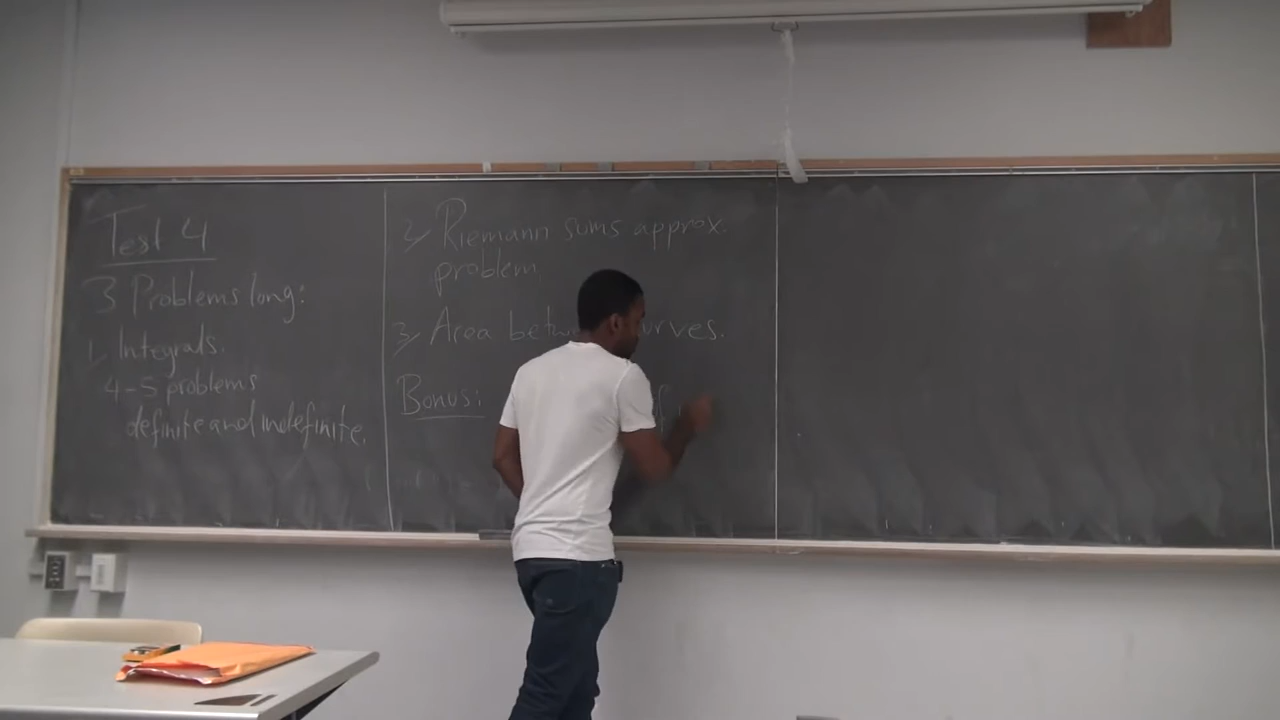 Test 4
3 Problems long:
1, Integrals.
4-5 problems
definite and indefinite.
2, Riemann sums approx.
problem
3, Area curves.
Bonus: